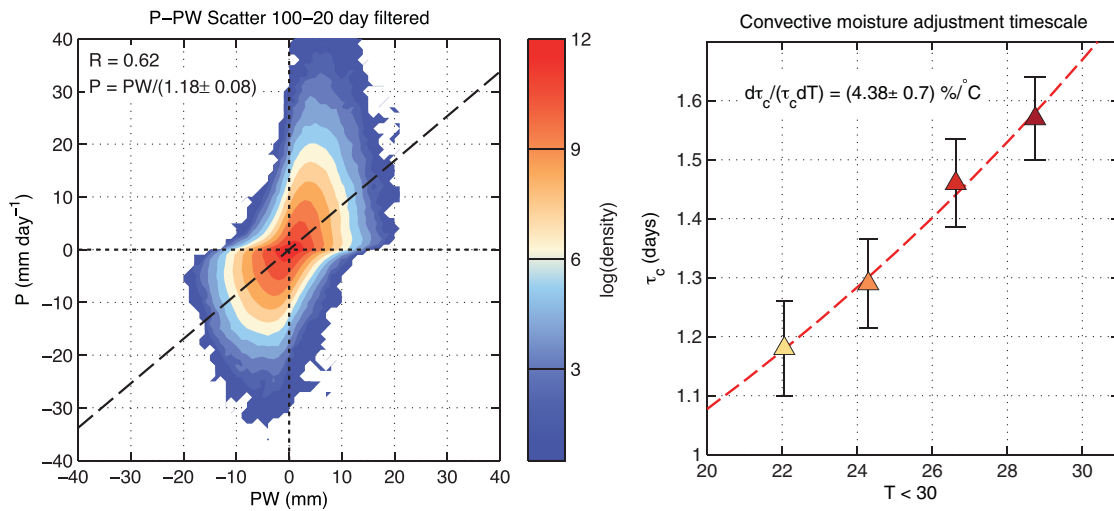 P−PW Scatter 100−20 day filtered
R = 0.62
P = PW/(1.18± 0.08)
40
30
20
10
0
−10
−20
−30
−40
P (mm day⁻¹)
−40 −30 −20 −10 0 10 20 30 40
PW (mm)
12
9
6
3
log(density)
Convective moisture adjustment timescale
dτc/(τcdT) = (4.38± 0.7) %/°C
1.6
1.5
1.4
1.3
1.2
1.1
1
τc (days)
20 22 24 26 28 30
T < 30